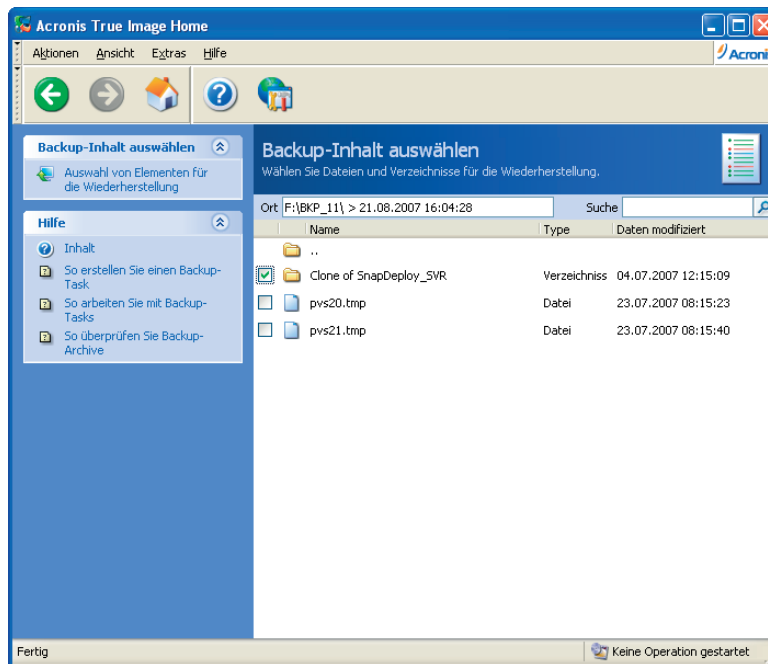 Acronis True Image Home
Aktionen Ansicht Extras Hilfe
Acroni
Backup-Inhalt auswählen
Auswahl von Elementen für
die Wiederherstellung
Hilfe
Inhalt
So erstellen Sie einen Backup-
Task
So arbeiten Sie mit Backup-
Tasks
So überprüfen Sie Backup-
Archive
Backup-Inhalt auswählen
Wählen Sie Dateien und Verzeichnisse für die Wiederherstellung.
Ort F:\BKP_11\ > 21.08.2007 16:04:28 Suche
Name Type Daten modifiziert
..
Clone of SnapDeploy_SVR Verzeichniss 04.07.2007 12:15:09
pvs20.tmp Datei 23.07.2007 08:15:23
pvs21.tmp Datei 23.07.2007 08:15:40
Fertig Keine Operation gestartet